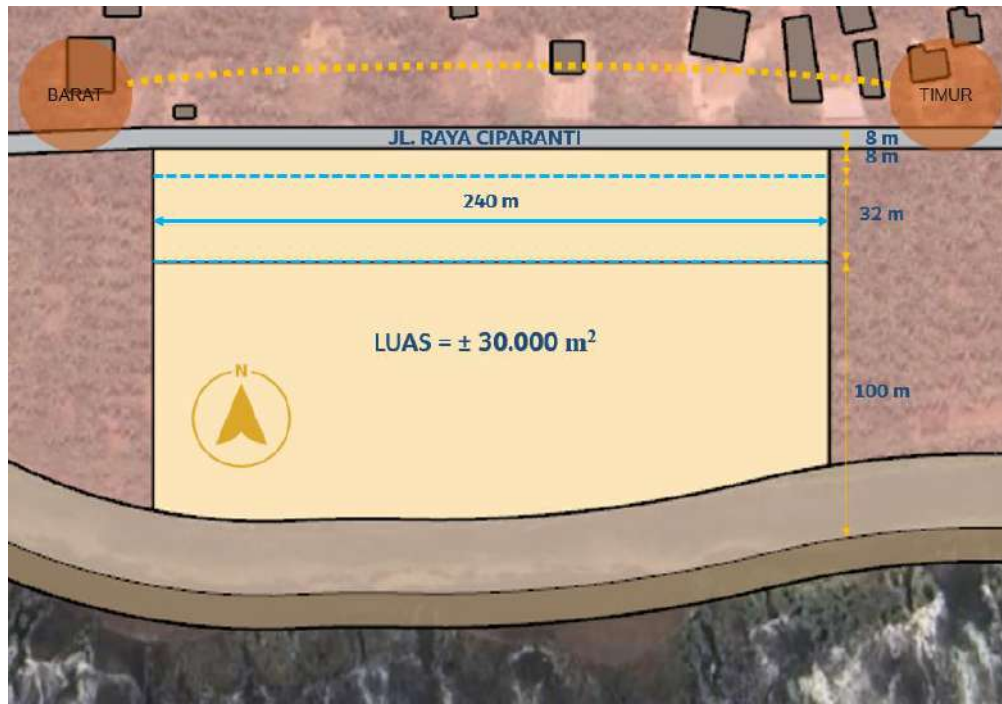 BARAT
TIMUR
JL. RAYA CIPARANTI
8 m
8 m
240 m
32 m
LUAS = ± 30.000 m²
N
100 m